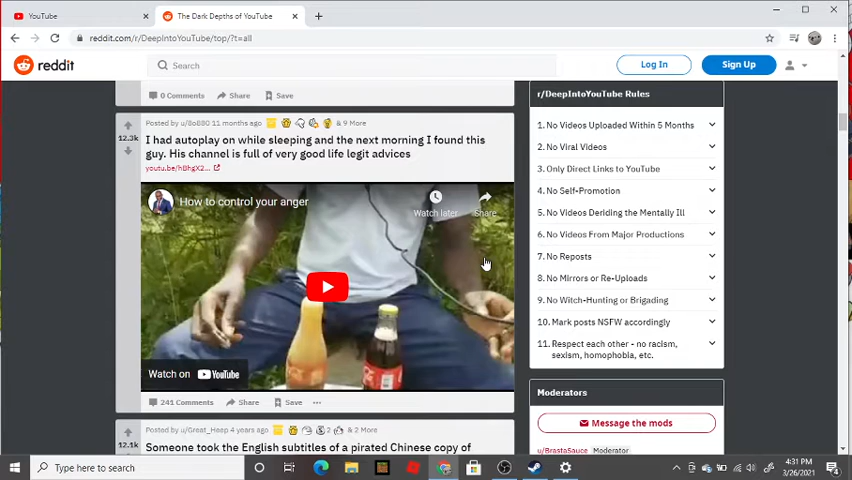 YouTube
The Dark Depths of YouTube
reddit.com/r/DeepIntoYouTube/top/?t=all
reddit
Search
Log In
Sign Up
0 Comments
Share
Save
Posted by u/8o880 11 months ago
& 9 More
12.3k
I had autoplay on while sleeping and the next morning I found this
guy. His channel is full of very good life legit advices
youtu.be/hBhgX2...
How to control your anger
Watch later
Share
Watch on YouTube
241 Comments
Share
Save
Posted by u/Great_Heep 4 years ago
2
& 2 More
12.1k
Someone took the English subtitles of a pirated Chinese copy of
r/DeepIntoYouTube Rules
1. No Videos Uploaded Within 5 Months
2. No Viral Videos
3. Only Direct Links to YouTube
4. No Self-Promotion
5. No Videos Deriding the Mentally Ill
6. No Videos From Major Productions
7. No Reposts
8. No Mirrors or Re-Uploads
9. No Witch-Hunting or Brigading
10. Mark posts NSFW accordingly
11. Respect each other - no racism,
sexism, homophobia, etc.
Moderators
Message the mods
u/BrastaSauce Moderator
Type here to search
4:31 PM
3/26/2021
4